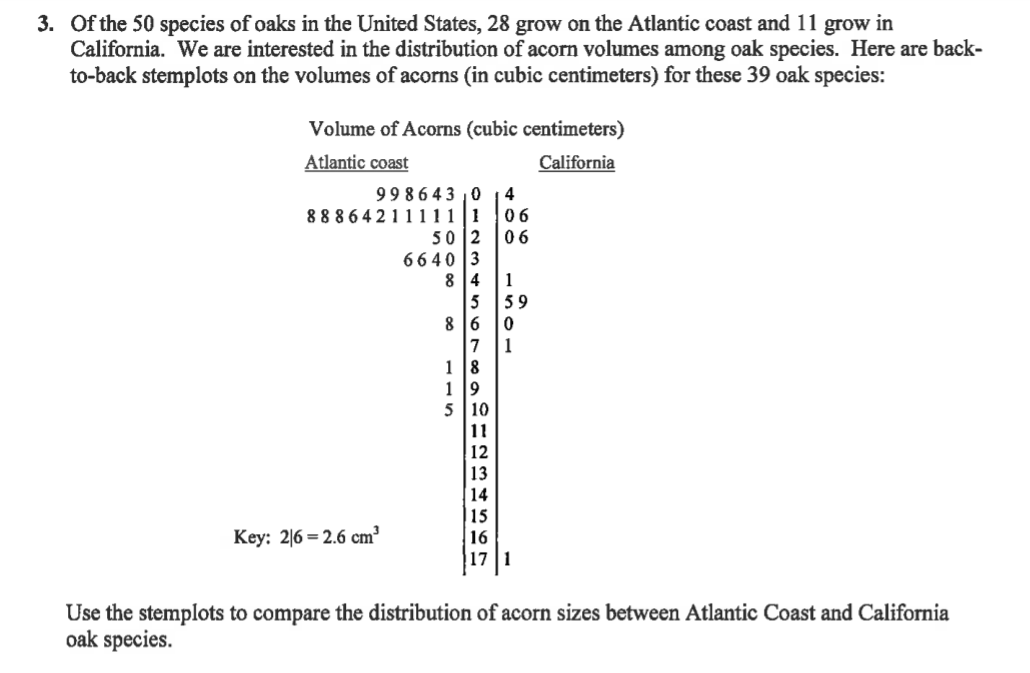 3. Of the 50 species of oaks in the United States, 28 grow on the Atlantic coast and 11 grow in
California. We are interested in the distribution of acorn volumes among oak species. Here are back-
to-back stemplots on the volumes of acorns (in cubic centimeters) for these 39 oak species:
Volume of Acorns (cubic centimeters)
Atlantic coast California
9 9 8 6 4 3 | 0 | 4
8 8 8 6 4 2 1 1 1 1 1 | 1 | 0 6
5 0 | 2 | 0 6
6 6 4 0 | 3 |
8 | 4 | 1
| 5 | 5 9
8 | 6 | 0
| 7 | 1
1 | 8 |
1 | 9 |
5 | 10 |
| 11 |
| 12 |
| 13 |
| 14 |
| 15 |
Key: 2|6 = 2.6 cm³ | 16 |
| 17 | 1
Use the stemplots to compare the distribution of acorn sizes between Atlantic Coast and California
oak species.